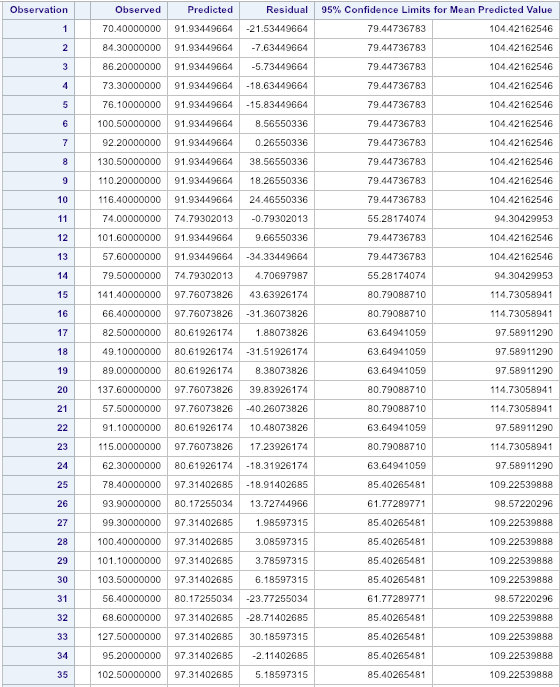 Observation Observed Predicted Residual 95% Confidence Limits for Mean Predicted Value
1 70.40000000 91.93449664 -21.53449664 79.44736783 104.42162546
2 84.30000000 91.93449664 -7.63449664 79.44736783 104.42162546
3 86.20000000 91.93449664 -5.73449664 79.44736783 104.42162546
4 73.30000000 91.93449664 -18.63449664 79.44736783 104.42162546
5 76.10000000 91.93449664 -15.83449664 79.44736783 104.42162546
6 100.50000000 91.93449664 8.56550336 79.44736783 104.42162546
7 92.20000000 91.93449664 0.26550336 79.44736783 104.42162546
8 130.50000000 91.93449664 38.56550336 79.44736783 104.42162546
9 110.20000000 91.93449664 18.26550336 79.44736783 104.42162546
10 116.40000000 91.93449664 24.46550336 79.44736783 104.42162546
11 74.00000000 74.79302013 -0.79302013 55.28174074 94.30429953
12 101.60000000 91.93449664 9.66550336 79.44736783 104.42162546
13 57.60000000 91.93449664 -34.33449664 79.44736783 104.42162546
14 79.50000000 74.79302013 4.70697987 55.28174074 94.30429953
15 141.40000000 97.76073826 43.63926174 80.79088710 114.73058941
16 66.40000000 97.76073826 -31.36073826 80.79088710 114.73058941
17 82.50000000 80.61926174 1.88073826 63.64941059 97.58911290
18 49.10000000 80.61926174 -31.51926174 63.64941059 97.58911290
19 89.00000000 80.61926174 8.38073826 63.64941059 97.58911290
20 137.60000000 97.76073826 39.83926174 80.79088710 114.73058941
21 57.50000000 97.76073826 -40.26073826 80.79088710 114.73058941
22 91.10000000 80.61926174 10.48073826 63.64941059 97.58911290
23 115.00000000 97.76073826 17.23926174 80.79088710 114.73058941
24 62.30000000 80.61926174 -18.31926174 63.64941059 97.58911290
25 78.40000000 97.31402685 -18.91402685 85.40265481 109.22539888
26 93.90000000 80.17255034 13.72744966 61.77289771 98.57220296
27 99.30000000 97.31402685 1.98597315 85.40265481 109.22539888
28 100.40000000 97.31402685 3.08597315 85.40265481 109.22539888
29 101.10000000 97.31402685 3.78597315 85.40265481 109.22539888
30 103.50000000 97.31402685 6.18597315 85.40265481 109.22539888
31 56.40000000 80.17255034 -23.77255034 61.77289771 98.57220296
32 68.60000000 97.31402685 -28.71402685 85.40265481 109.22539888
33 127.50000000 97.31402685 30.18597315 85.40265481 109.22539888
34 95.20000000 97.31402685 -2.11402685 85.40265481 109.22539888
35 102.50000000 97.31402685 5.18597315 85.40265481 109.22539888